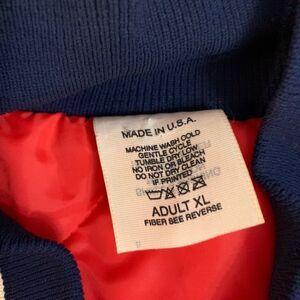 MADE IN U.S.A.
MACHINE WASH COLD
GENTLE CYCLE
TUMBLE DRY LOW
NO IRON OR BLEACH
DO NOT DRY CLEAN
IF PRINTED
ADULT XL
FIBER SEE REVERSE